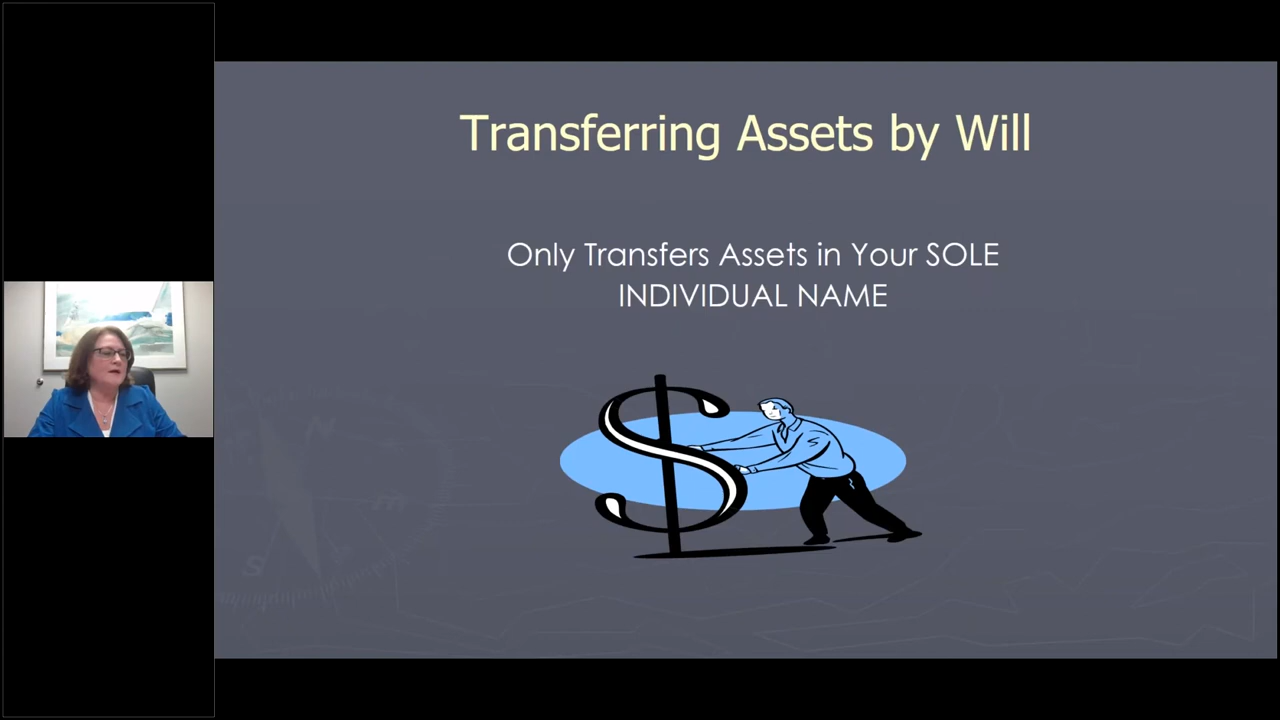 Transferring Assets by Will
Only Transfers Assets in Your SOLE
INDIVIDUAL NAME